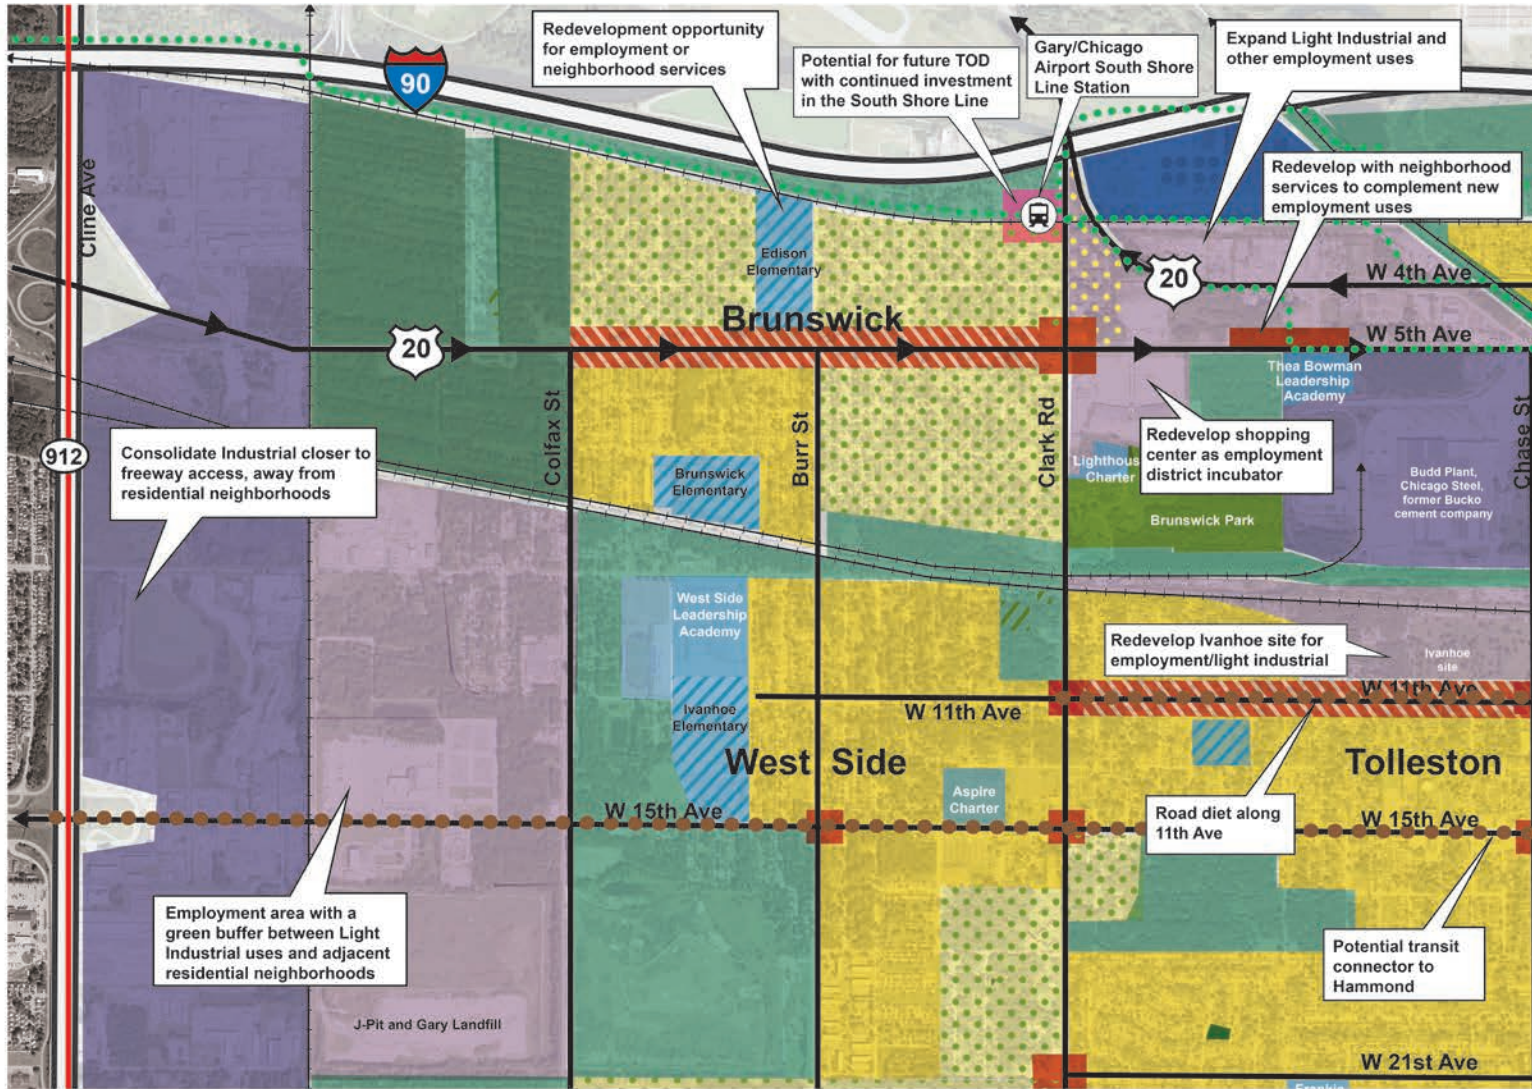 Redevelopment opportunity
for employment or
neighborhood services
Potential for future TOD
with continued investment
in the South Shore Line
Gary/Chicago
Airport South Shore
Line Station
Expand Light Industrial and
other employment uses
90
Redevelop with neighborhood
services to complement new
employment uses
Cline Ave
Edison
Elementary
20
W 4th Ave
Brunswick
W 5th Ave
20
Thea Bowman
Leadership
Academy
Colfax St
Burr St
Clark Rd
Chase St
912
Consolidate Industrial closer to
freeway access, away from
residential neighborhoods
Brunswick
Elementary
Redevelop shopping
center as employment
district incubator
Lighthous
Charter
Budd Plant,
Chicago Steel,
former Bucko
cement company
Brunswick Park
West Side
Leadership
Academy
Redevelop Ivanhoe site for
employment/light industrial
Ivanhoe
site
W 11th Ave
W 11th Ave
Ivanhoe
Elementary
West Side
Tolleston
Aspire
Charter
W 15th Ave
Road diet along
11th Ave
W 15th Ave
Employment area with a
green buffer between Light
Industrial uses and adjacent
residential neighborhoods
Potential transit
connector to
Hammond
J-Pit and Gary Landfill
W 21st Ave